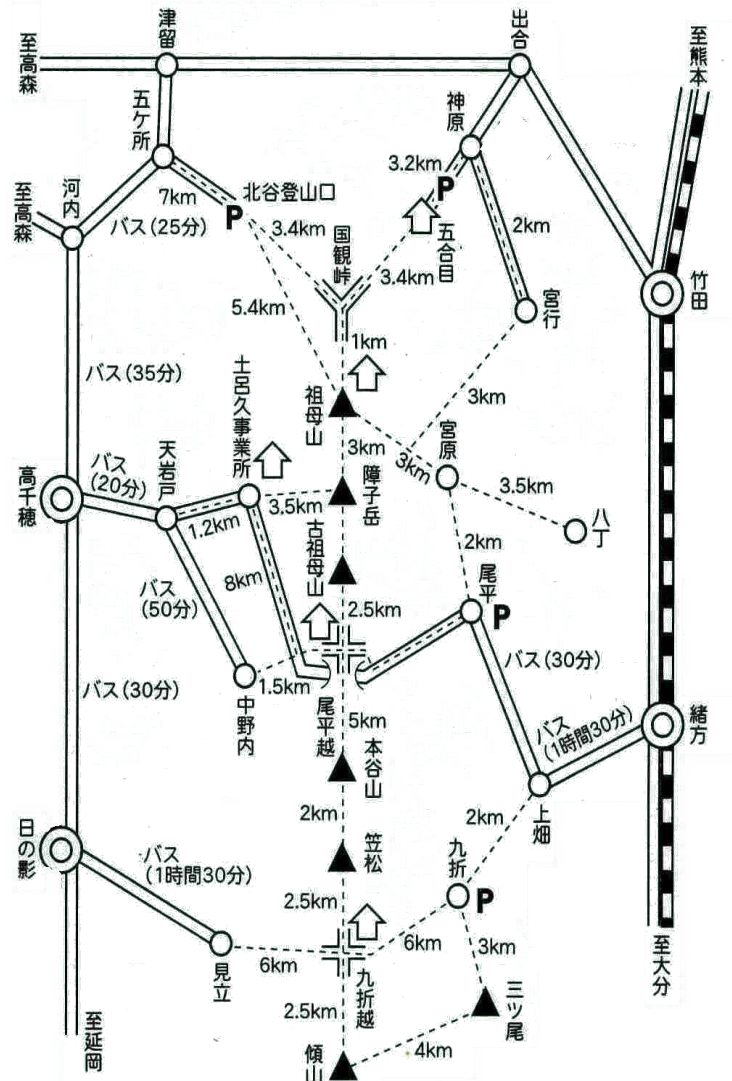 津留
出合
至高森
至熊本
五ケ所
神原
3.2km
P
河内
至高森
7km
北谷登山口
P
バス(25分)
3.4km
国観峠
五合目
2km
3.4km
竹田
5.4km
宮行
1km
バス(35分)
土呂久事業所
祖母山
3km
3km
3km
障子岳
宮原
3.5km
高千穂
バス
(20分)
天岩戸
1.2km
3.5km
八丁
古祖母山
2km
尾平
P
8km
バス
(50分)
2.5km
バス(30分)
バス(30分)
1.5km
中野内
尾平越
5km
本谷山
緒方
バス
(1時間30分)
上畑
2km
2km
日の影
バス
(1時間30分)
笠松
九折
P
2.5km
6km
3km
見立
6km
九折越
至大分
2.5km
三ツ尾
至延岡
傾山
4km